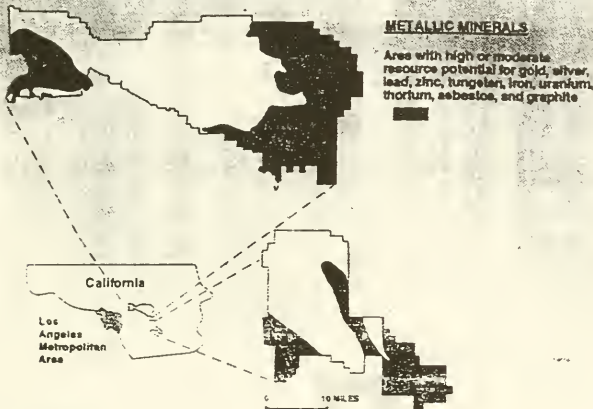 METALLIC MINERALS
Area with high or moderate
resource potential for gold, silver,
lead, zinc, tungsten, iron, uranium,
thorium, asbestos, and graphite
California
Los
Angeles
Metropolitan
Area
0 10 MILES